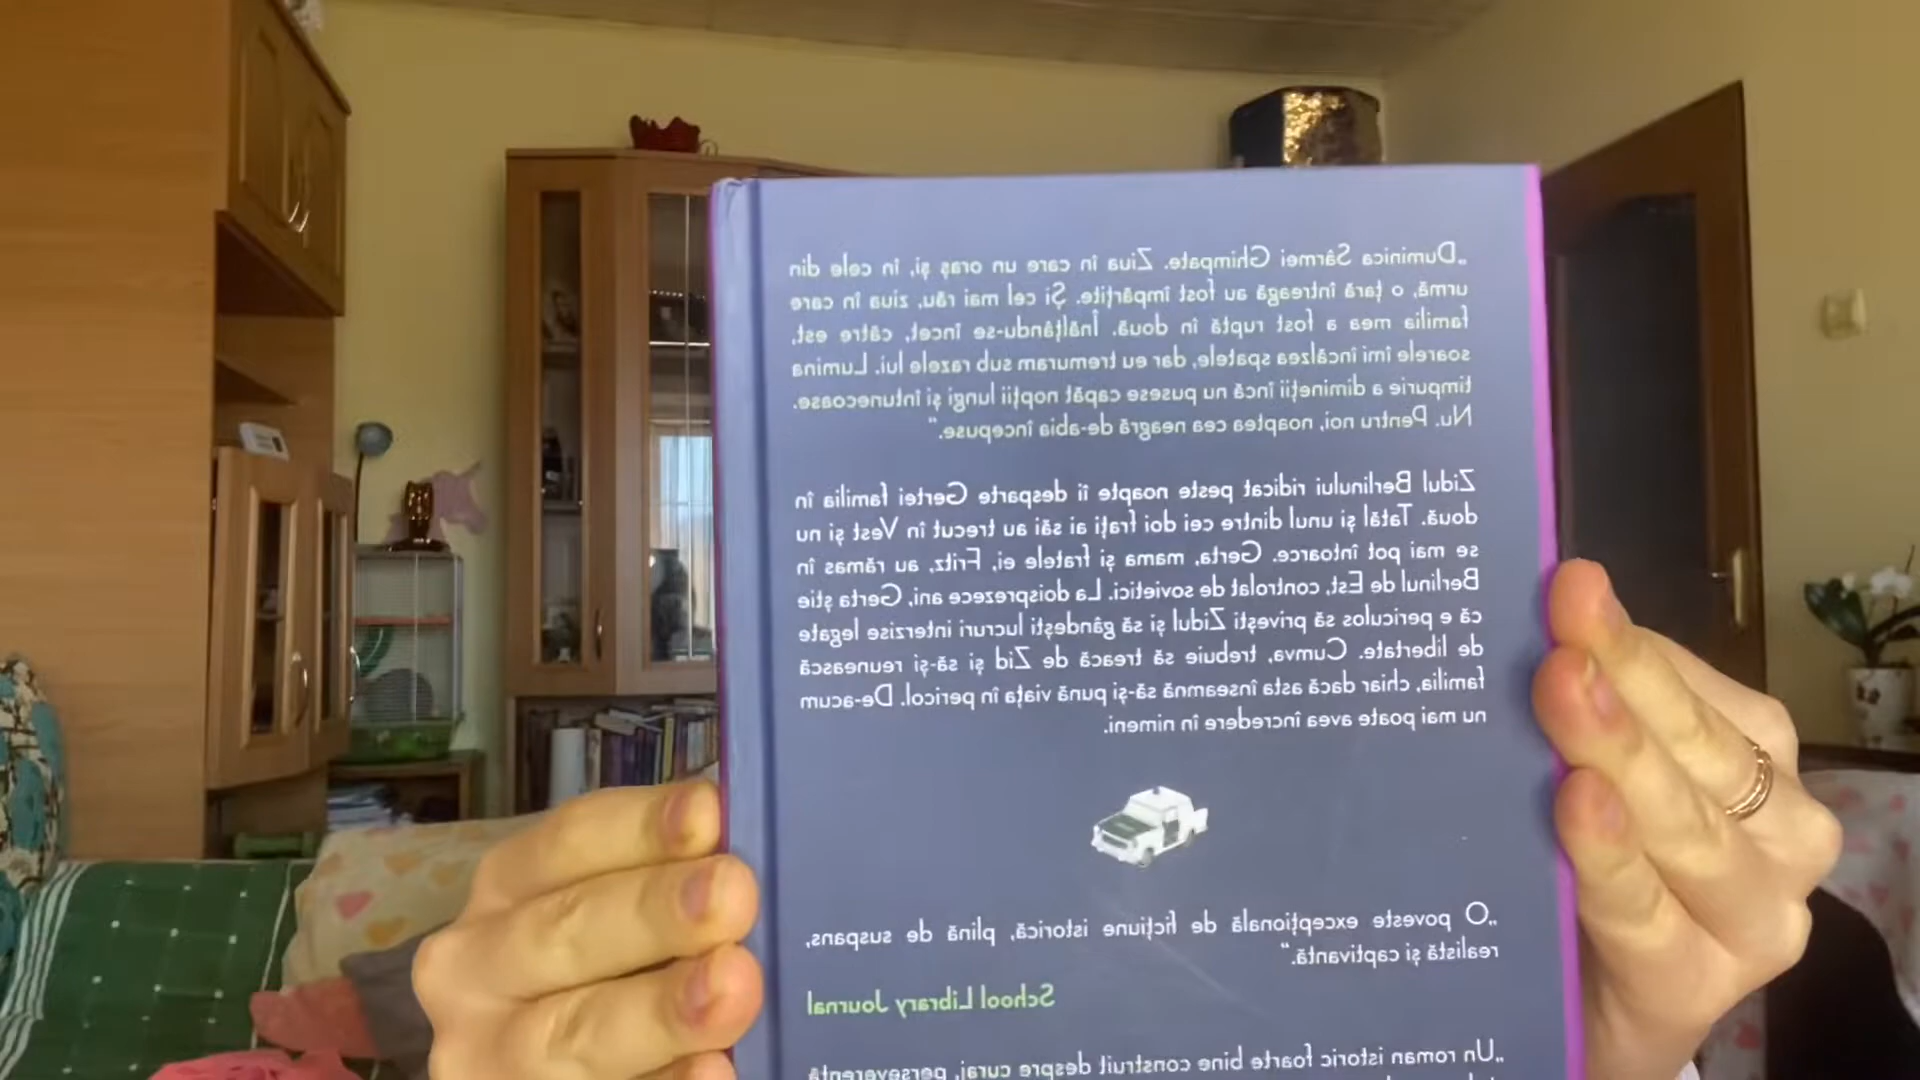 „Duminica Sârmei Ghimpate. Ziua în care un oraș și, în cele din
urmă, o țară întreagă au fost împărțite. Și cel mai rău, ziua în care
familia mea a fost ruptă în două. Înălțându-se încet, către est,
soarele îmi încălzea spatele, dar eu tremuram sub razele lui. Lumina
timpurie a dimineții încă nu pusese capăt nopții lungi și întunecoase.
Nu. Pentru noi, noaptea cea neagră de-abia începuse.“
Zidul Berlinului ridicat peste noapte îi desparte Gertei familia în
două. Tatăl și unul dintre cei doi frați ai săi au trecut în Vest și nu
se mai pot întoarce. Gerta, mama și fratele ei, Fritz, au rămas în
Berlinul de Est, controlat de sovietici. La doisprezece ani, Gerta știe
că e periculos să privești Zidul și să gândești lucruri interzise legate
de libertate. Cumva, trebuie să treacă de Zid și să-și reunească
familia, chiar dacă asta înseamnă să-și pună viața în pericol. De-acum
nu mai poate avea încredere în nimeni.
„O poveste excepțională de ficțiune istorică, plină de suspans,
realistă și captivantă.“
School Library Journal
„Un roman istoric foarte bine construit despre curaj, perseverență